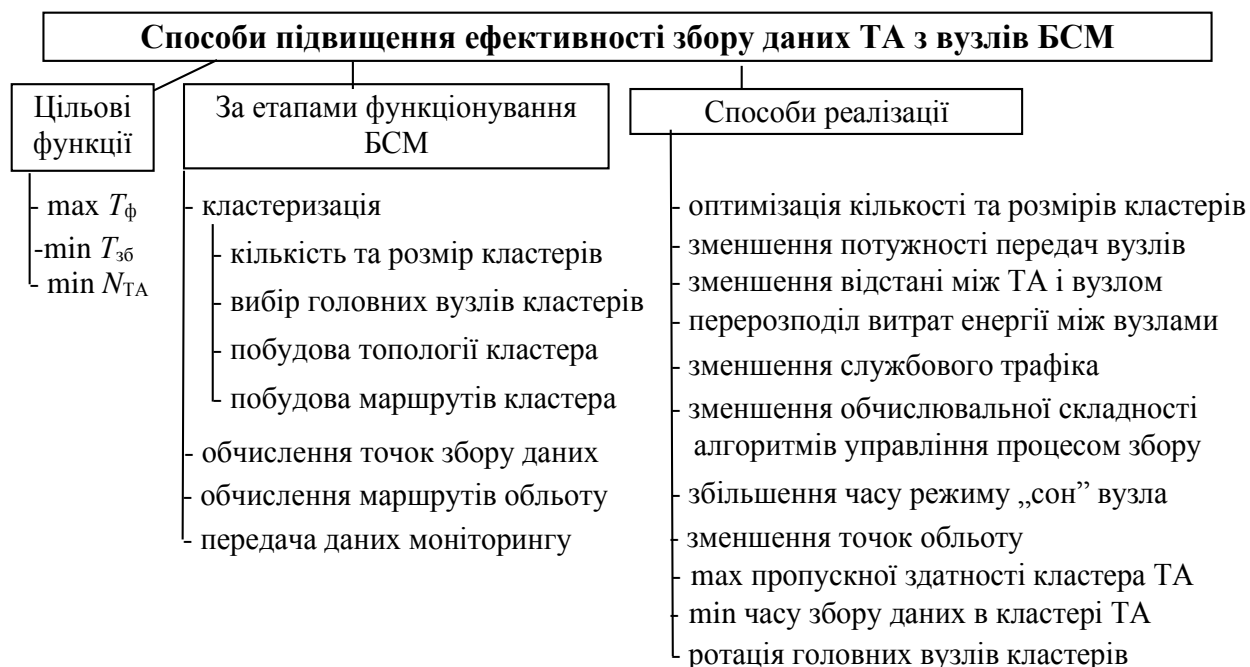 Способи підвищення ефективності збору даних ТА з вузлів БСМ
Цільові
функції
- max Tф
-min Tзб
- min NТА
За етапами функціонування
БСМ
- кластеризація
- кількість та розмір кластерів
- вибір головних вузлів кластерів
- побудова топології кластера
- побудова маршрутів кластера
- обчислення точок збору даних
- обчислення маршрутів обльоту
- передача даних моніторингу
Способи реалізації
- оптимізація кількості та розмірів кластерів
- зменшення потужності передач вузлів
- зменшення відстані між ТА і вузлом
- перерозподіл витрат енергії між вузлами
- зменшення службового трафіка
- зменшення обчислювальної складності
алгоритмів управління процесом збору
- збільшення часу режиму „сон” вузла
- зменшення точок обльоту
- max пропускної здатності кластера ТА
- min часу збору даних в кластері ТА
- ротація головних вузлів кластерів